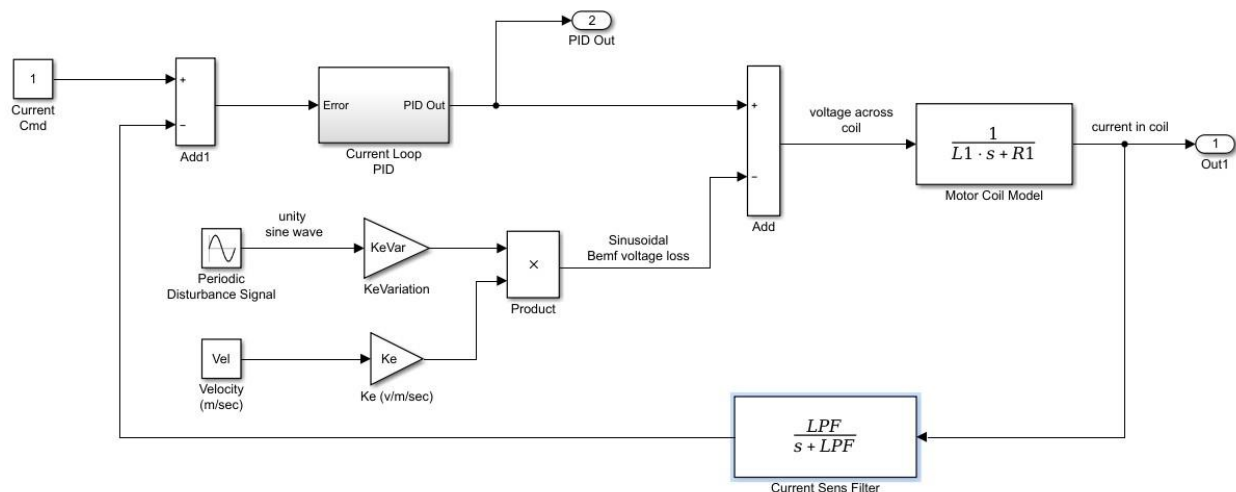 2
PID Out
1
Current
Cmd
+
−
Add1
Error
PID Out
Current Loop
PID
+
−
Add
voltage across
coil
1
L1 · s + R1
Motor Coil Model
current in coil
1
Out1
unity
sine wave
Periodic
Disturbance Signal
KeVar
KeVariation
×
Product
Sinusoidal
Bemf voltage loss
Vel
Velocity
(m/sec)
Ke
Ke (v/m/sec)
LPF
s + LPF
Current Sens Filter